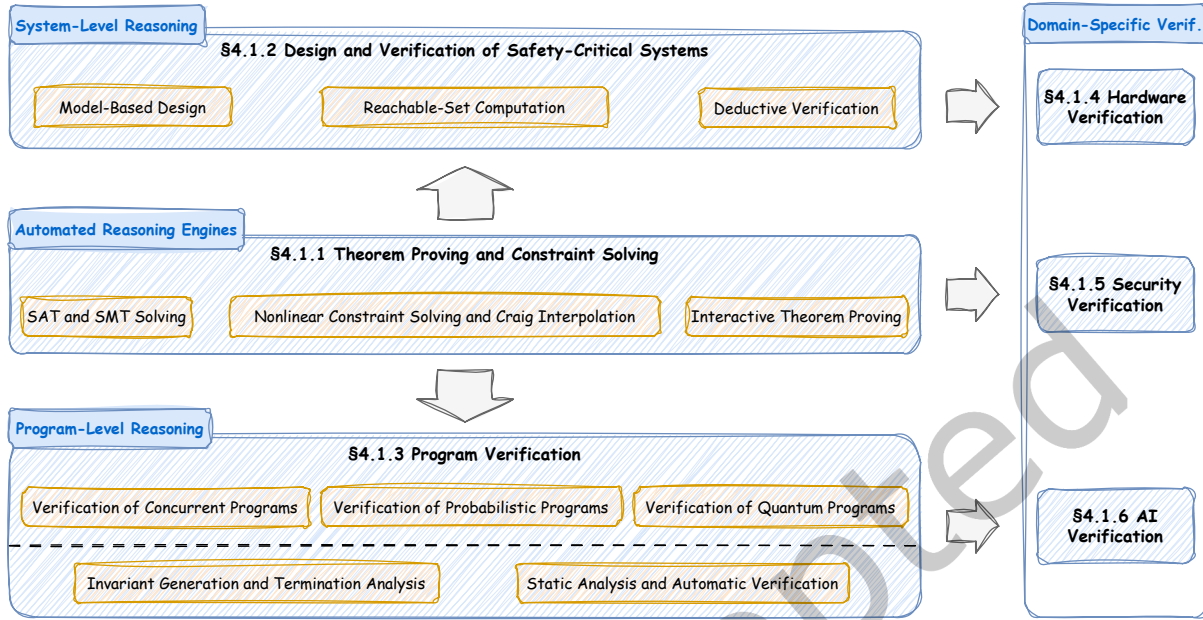 System-Level Reasoning
§4.1.2 Design and Verification of Safety-Critical Systems
Model-Based Design
Reachable-Set Computation
Deductive Verification
Automated Reasoning Engines
§4.1.1 Theorem Proving and Constraint Solving
SAT and SMT Solving
Nonlinear Constraint Solving and Craig Interpolation
Interactive Theorem Proving
Program-Level Reasoning
§4.1.3 Program Verification
Verification of Concurrent Programs
Verification of Probabilistic Programs
Verification of Quantum Programs
Invariant Generation and Termination Analysis
Static Analysis and Automatic Verification
Domain-Specific Verif.
§4.1.4 Hardware
Verification
§4.1.5 Security
Verification
§4.1.6 AI
Verification